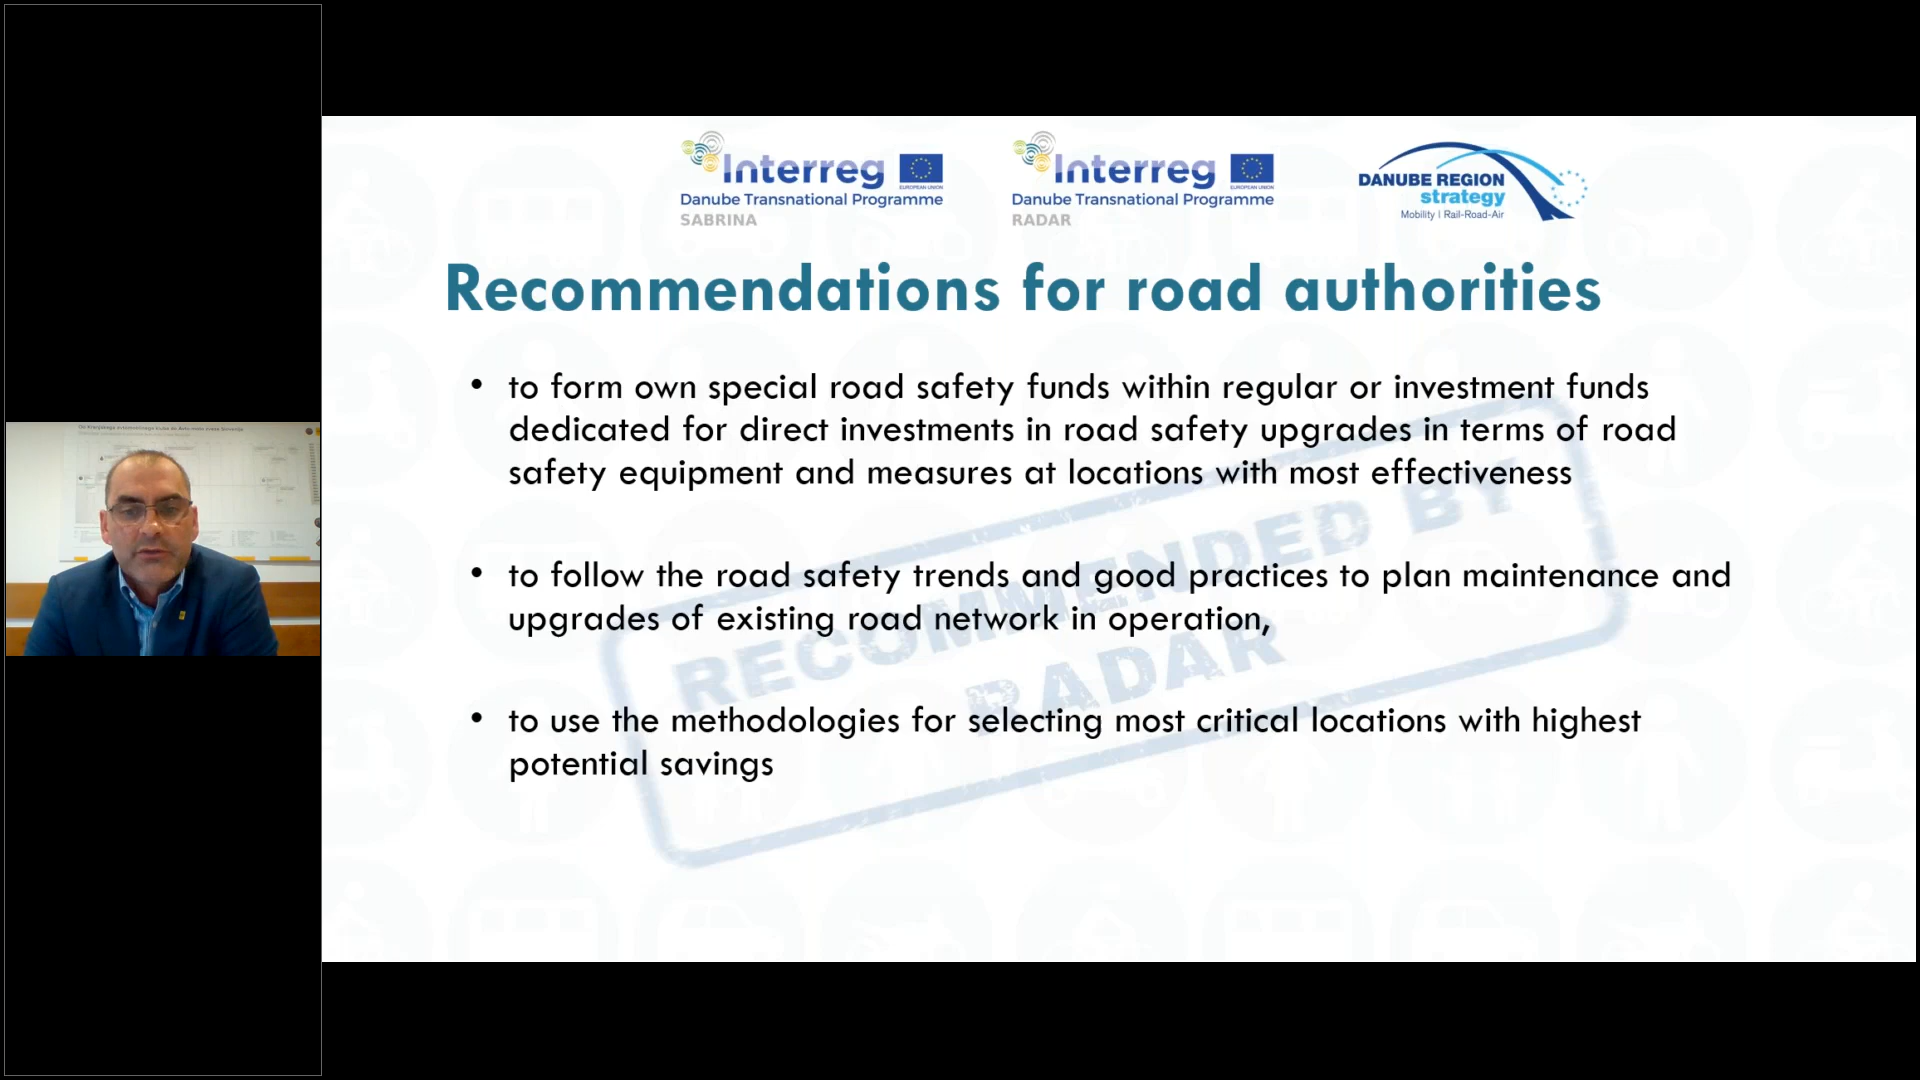 Interreg
EUROPEAN UNION
Danube Transnational Programme
SABRINA
Interreg
EUROPEAN UNION
Danube Transnational Programme
RADAR
DANUBE REGION
strategy
Mobility | Rail-Road-Air
Recommendations for road authorities
• to form own special road safety funds within regular or investment funds
dedicated for direct investments in road safety upgrades in terms of road
safety equipment and measures at locations with most effectiveness
• to follow the road safety trends and good practices to plan maintenance and
upgrades of existing road network in operation,
• to use the methodologies for selecting most critical locations with highest
potential savings
RECOMMENDED BY
RADAR